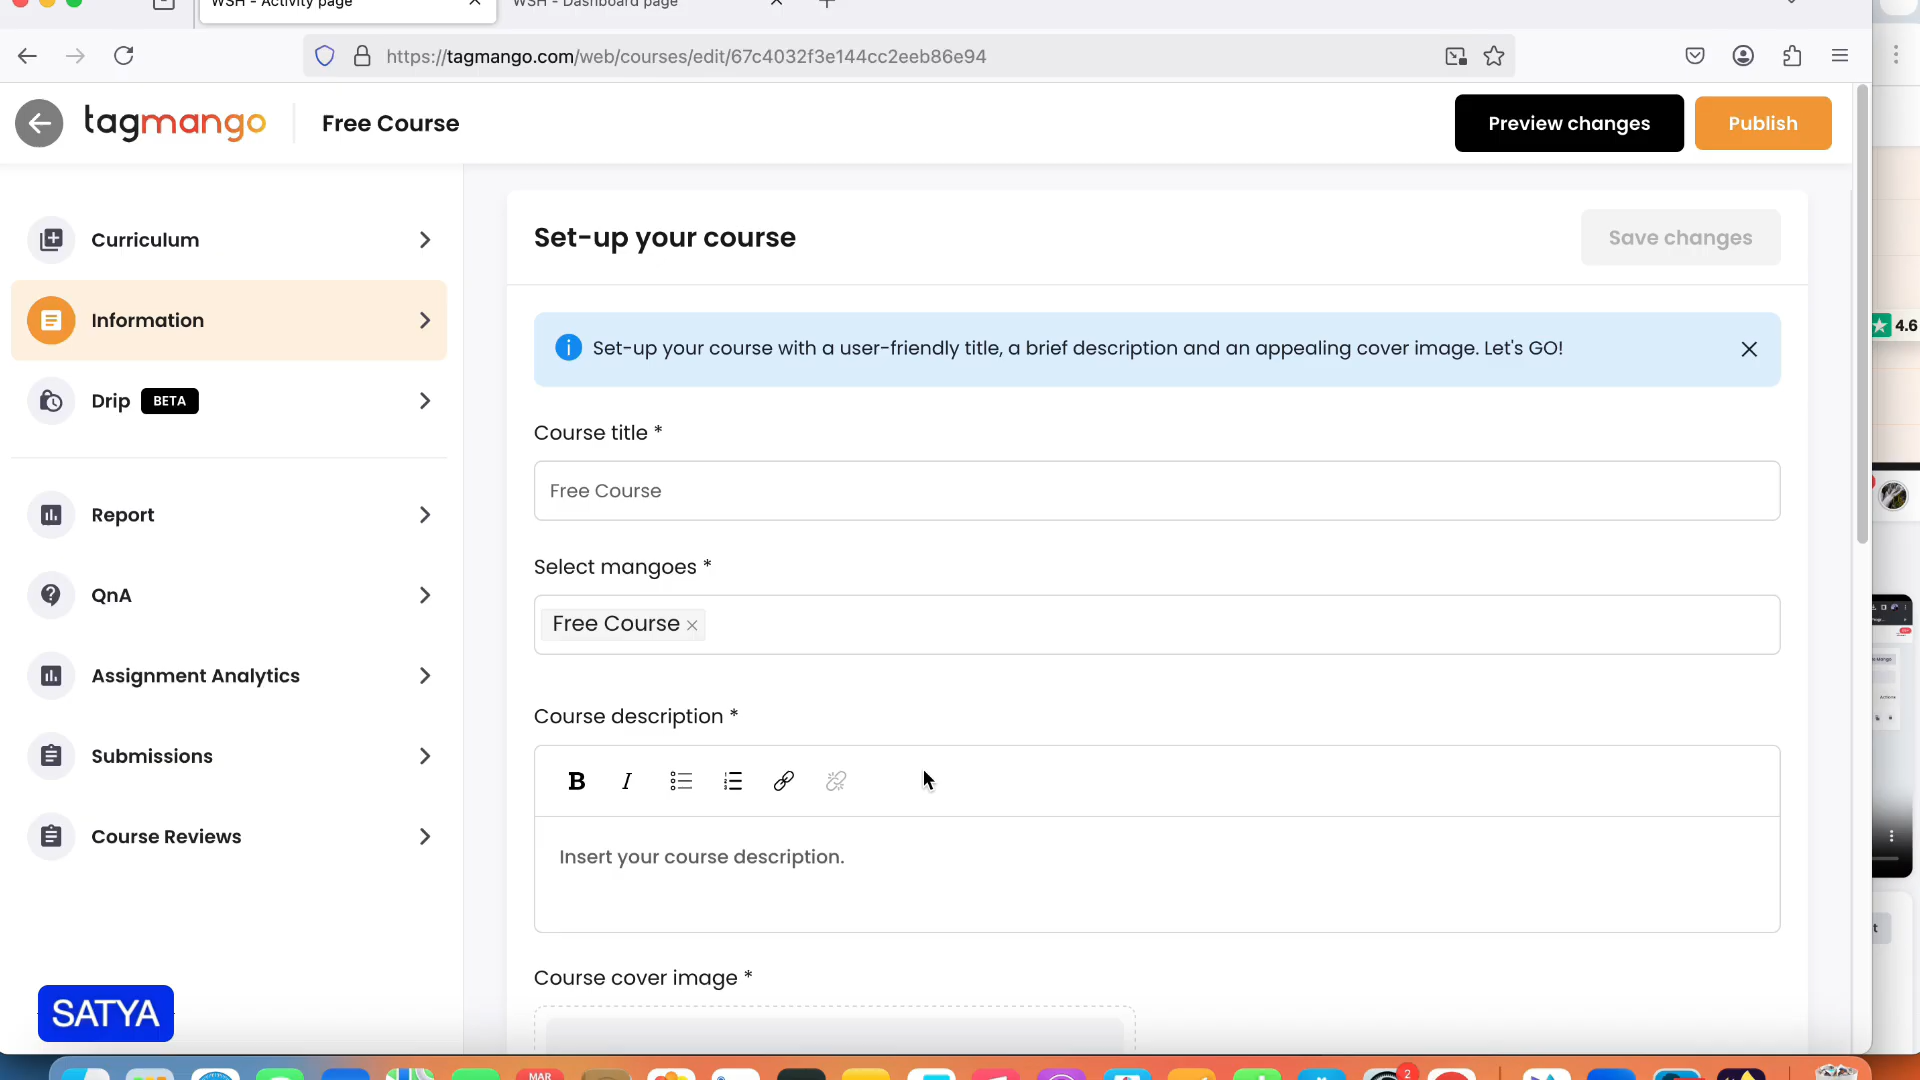 WSH - Activity page
WSH - Dashboard page
https://tagmango.com/web/courses/edit/67c4032f3e144cc2eeb86e94
tagmango
Free Course
Preview changes
Publish
Curriculum
Information
Drip BETA
Report
QnA
Assignment Analytics
Submissions
Course Reviews
SATYA
Set-up your course
Save changes
Set-up your course with a user-friendly title, a brief description and an appealing cover image. Let's GO!
Course title *
Free Course
Select mangoes *
Free Course
Course description *
B I
Insert your course description.
Course cover image *
4.6
MAR
2